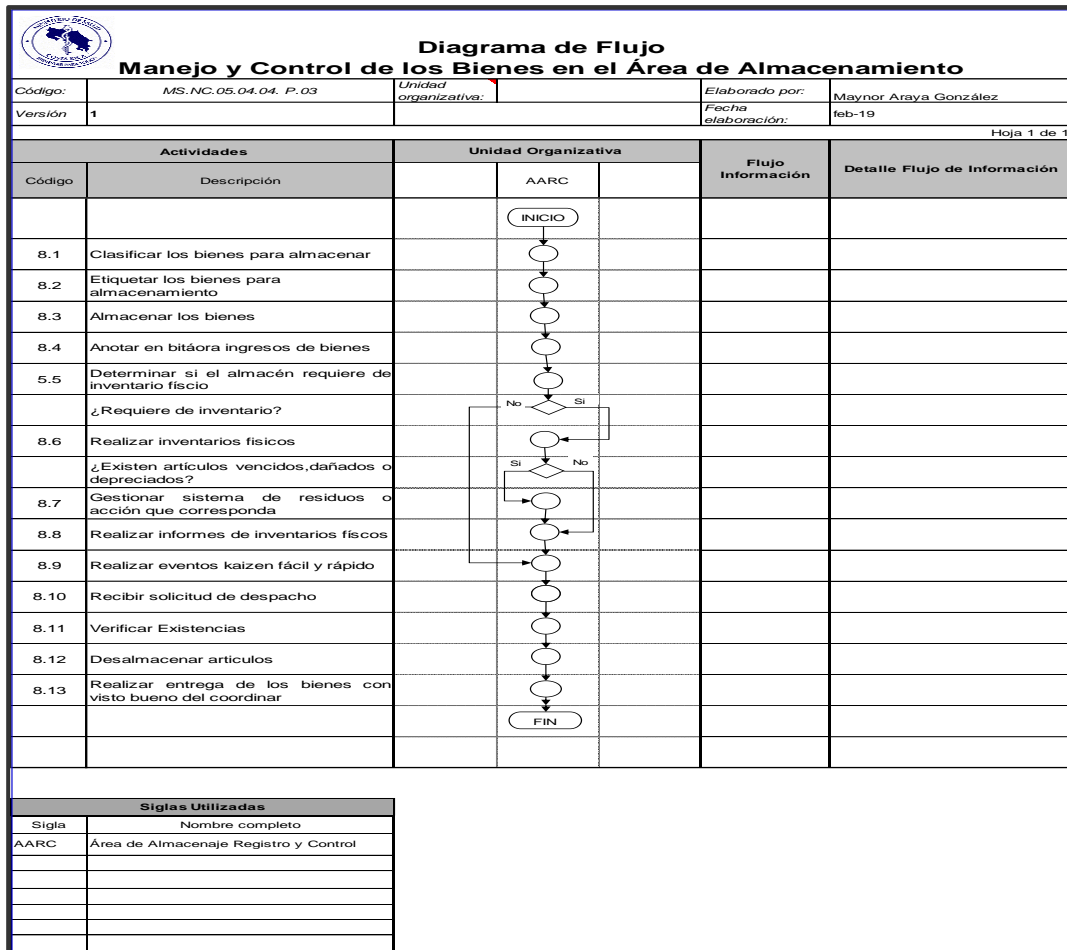 MINISTERIO DE SALUD
COSTA RICA
Diagrama de Flujo
Manejo y Control de los Bienes en el Área de Almacenamiento
Código: MS.NC.05.04.04. P.03 Unidad organizativa: Elaborado por: Maynor Araya González
Versión 1 Fecha elaboración: feb-19
Hoja 1 de 1
Actividades Unidad Organizativa Flujo Información Detalle Flujo de Información
Código Descripción AARC
INICIO
8.1 Clasificar los bienes para almacenar
8.2 Etiquetar los bienes para
almacenamiento
8.3 Almacenar los bienes
8.4 Anotar en bitáora ingresos de bienes
5.5 Determinar si el almacén requiere de
inventario físcio
¿Requiere de inventario? No Si
8.6 Realizar inventarios fisicos
¿Existen artículos vencidos,dañados o
depreciados? Si No
8.7 Gestionar sistema de residuos o
acción que corresponda
8.8 Realizar informes de inventarios físcos
8.9 Realizar eventos kaizen fácil y rápido
8.10 Recibir solicitud de despacho
8.11 Verificar Existencias
8.12 Desalmacenar articulos
8.13 Realizar entrega de los bienes con
visto bueno del coordinar
FIN
Siglas Utilizadas
Sigla Nombre completo
AARC Área de Almacenaje Registro y Control